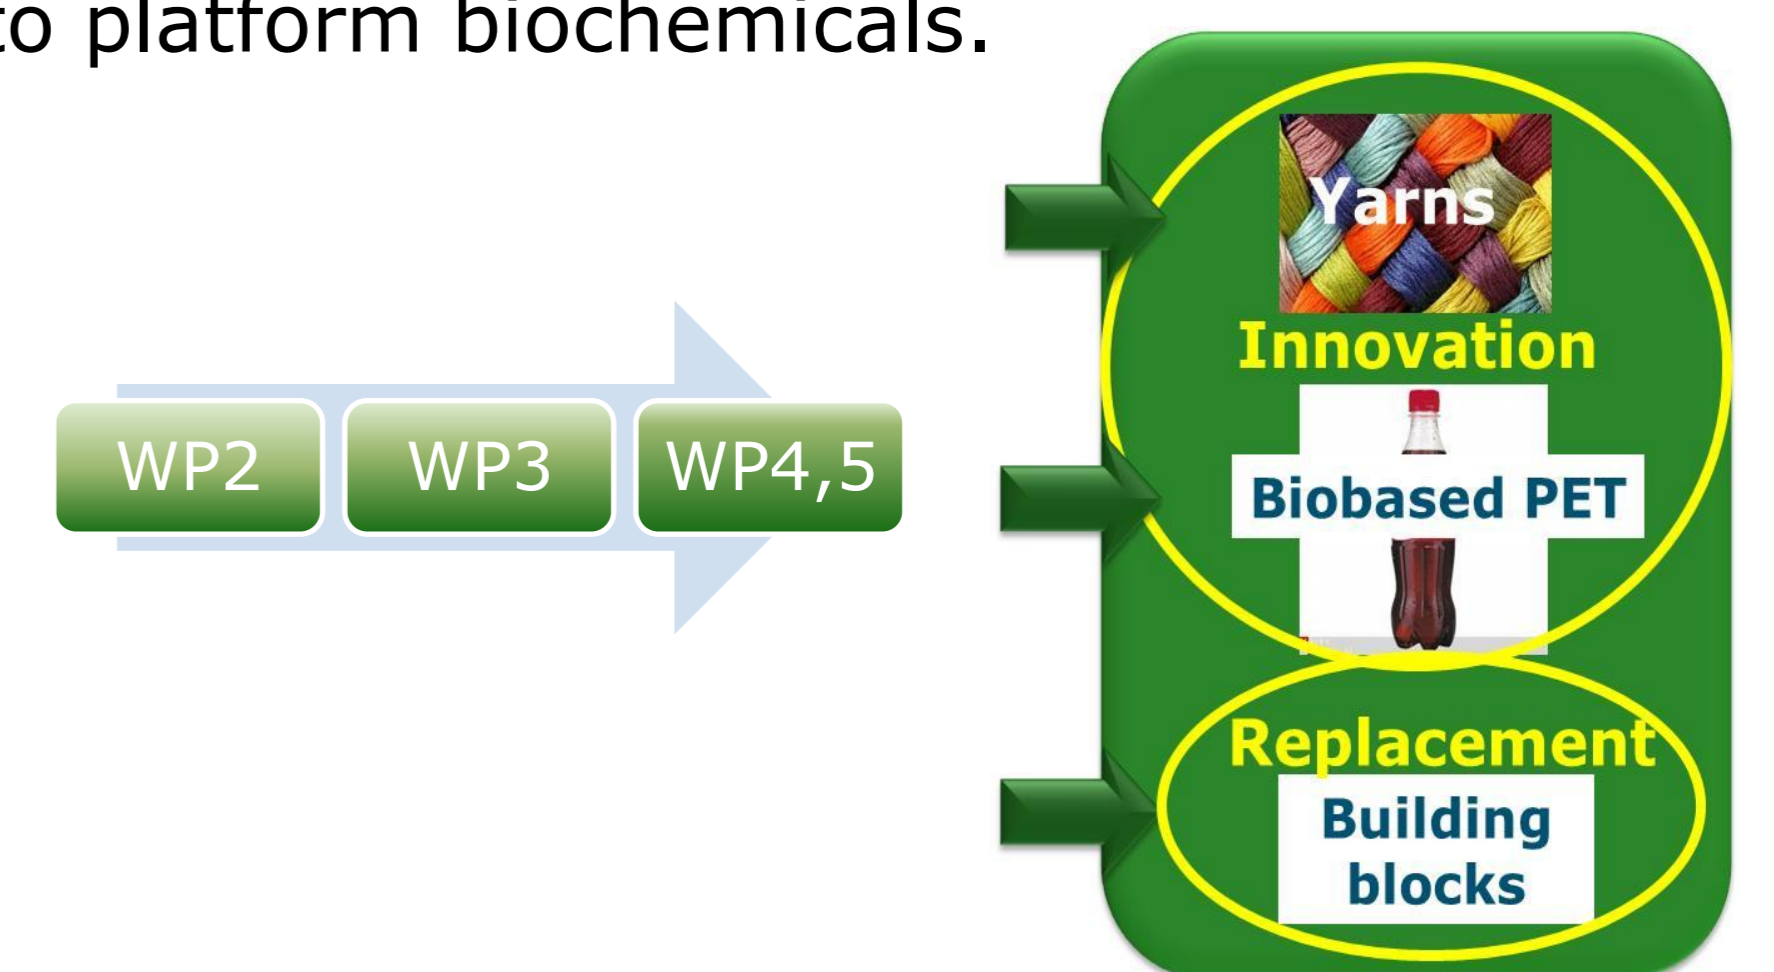 to platform biochemicals.
WP2
WP3
WP4,5
Yarns
Innovation
Biobased PET
Replacement
Building
blocks